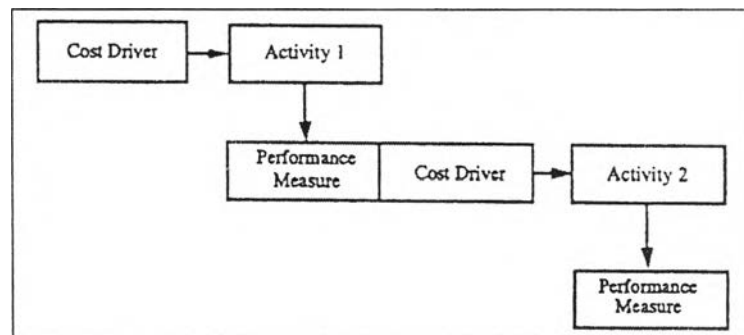 Cost Driver
Activity 1
Performance
Measure
Cost Driver
Activity 2
Performance
Measure